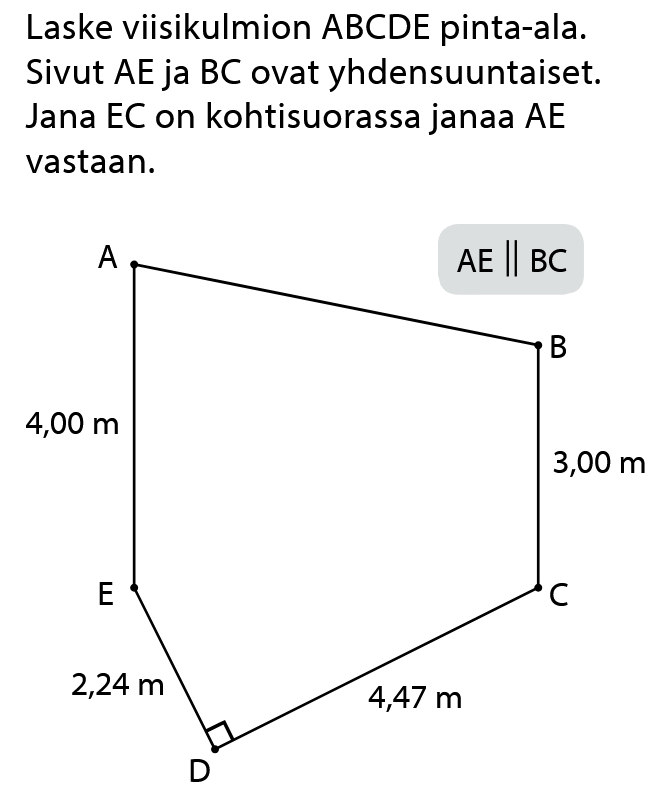 Laske viisikulmion ABCDE pinta-ala.
Sivut AE ja BC ovat yhdensuuntaiset.
Jana EC on kohtisuorassa janaa AE
vastaan.
A
AE || BC
B
4,00 m
3,00 m
E
C
2,24 m
4,47 m
D